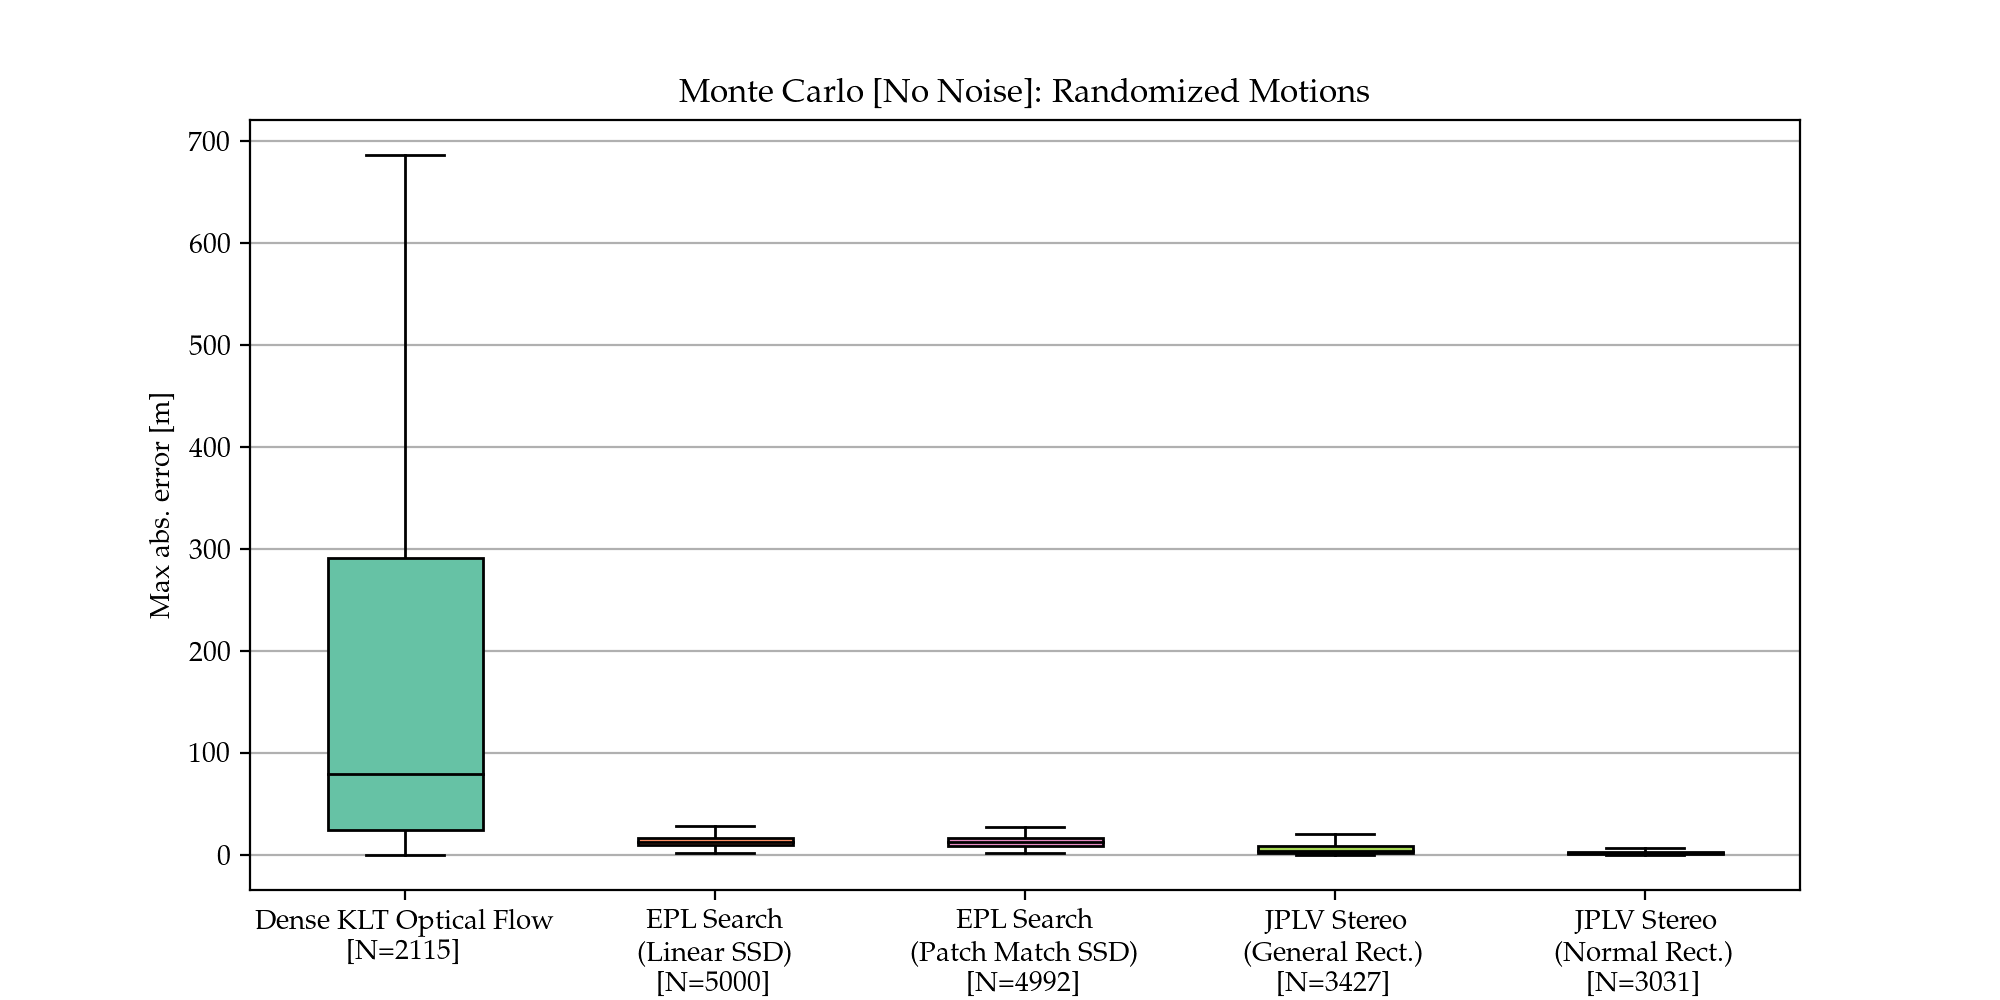 Monte Carlo [No Noise]: Randomized Motions
Max abs. error [m]
700
600
500
400
300
200
100
0
Dense KLT Optical Flow
[N=2115]
EPL Search
(Linear SSD)
[N=5000]
EPL Search
(Patch Match SSD)
[N=4992]
JPLV Stereo
(General Rect.)
[N=3427]
JPLV Stereo
(Normal Rect.)
[N=3031]